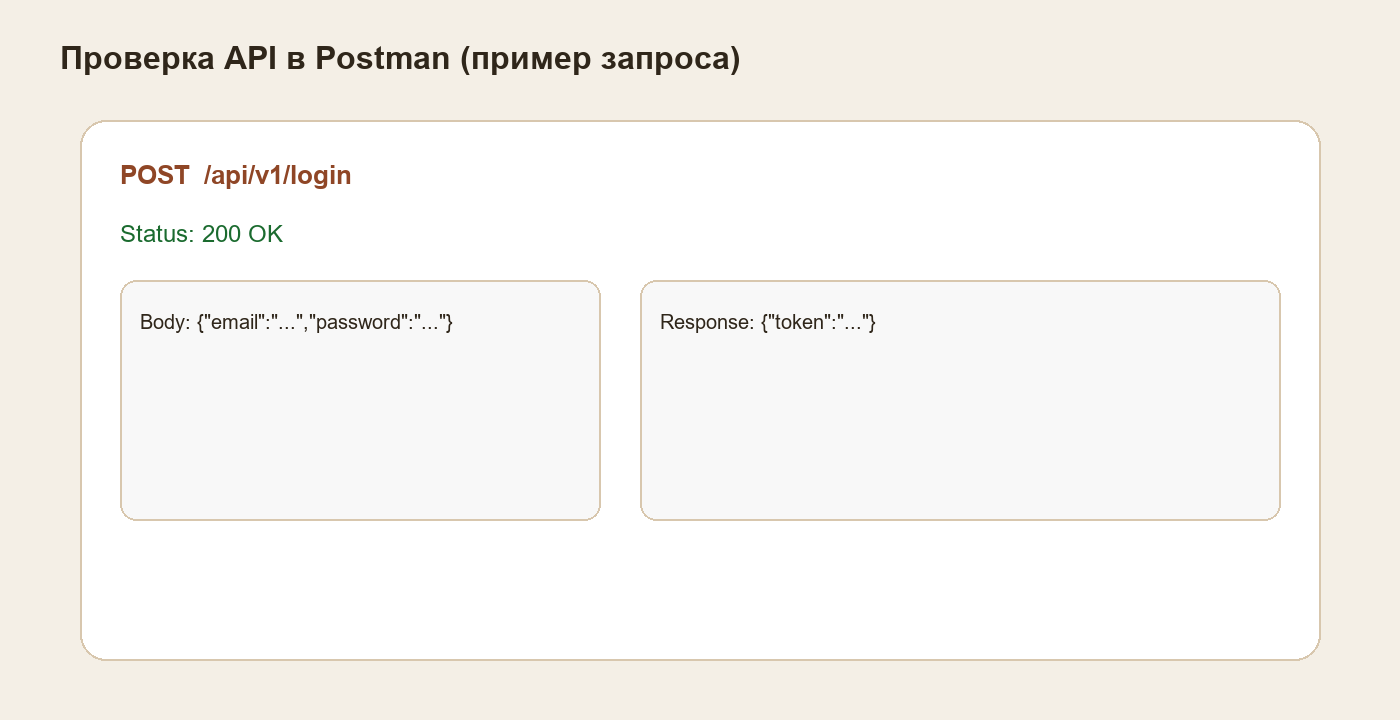 Проверка API в Postman (пример запроса)
POST /api/v1/login
Status: 200 OK
Body: {"email":"...","password":"..."}
Response: {"token":"..."}